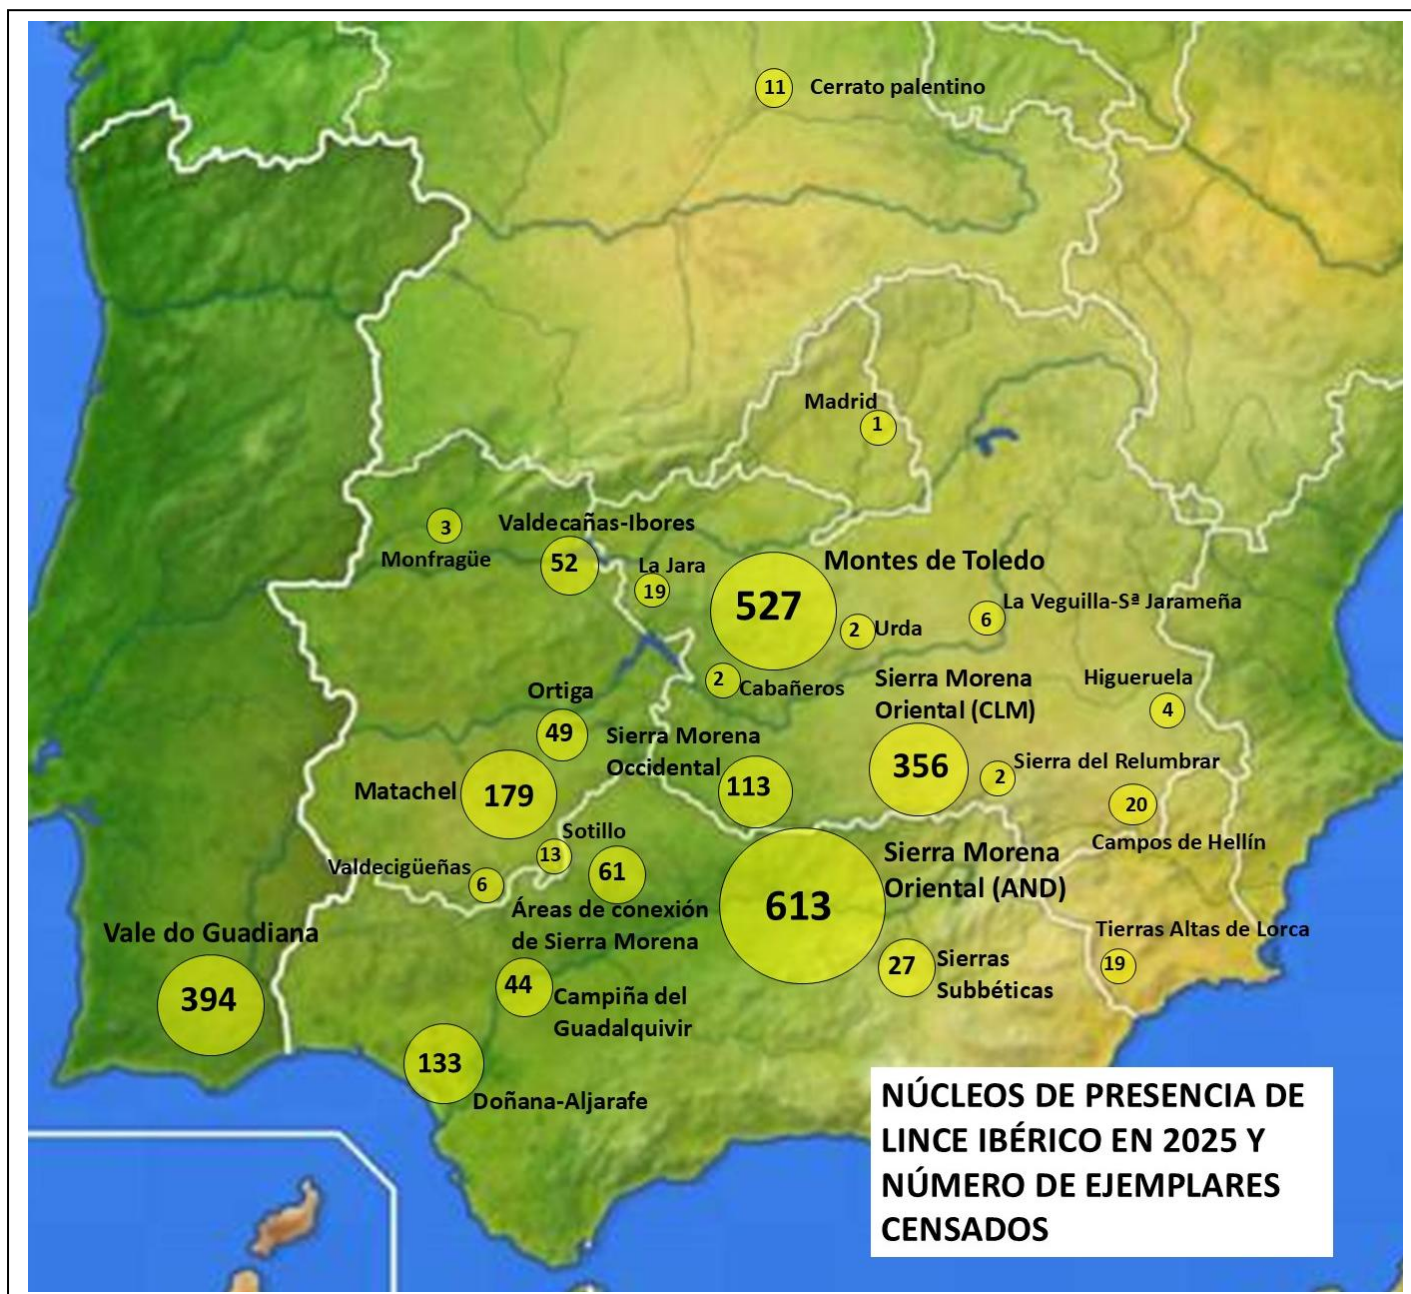 11 Cerrato palentino
Madrid
1
3
Monfragüe
Valdecañas-Ibores
52
La Jara
19
Montes de Toledo
527
2 Urda
La Veguilla-Sª Jarameña
6
2 Cabañeros
Ortiga
49
Sierra Morena
Oriental (CLM)
356
Higueruela
4
Sierra Morena
Occidental
113
Matachel 179
Sierra del Relumbrar
2
20
Campos de Hellín
Sotillo
13
Valdecigüeñas
6
61
Áreas de conexión
de Sierra Morena
Sierra Morena
Oriental (AND)
613
Vale do Guadiana
394
44
Campiña del
Guadalquivir
27
Sierras
Subbéticas
Tierras Altas de Lorca
19
133
Doñana-Aljarafe
NÚCLEOS DE PRESENCIA DE
LINCE IBÉRICO EN 2025 Y
NÚMERO DE EJEMPLARES
CENSADOS